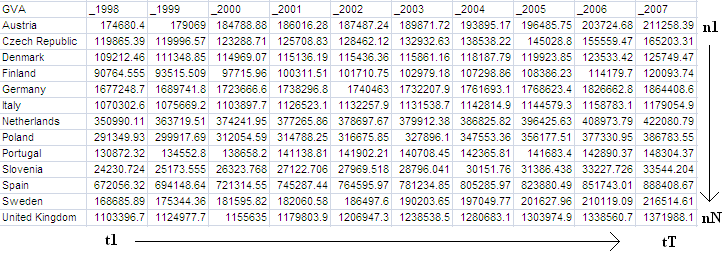 GVA _1998 _1999 _2000 _2001 _2002 _2003 _2004 _2005 _2006 _2007
Austria 174680.4 179069 184788.88 186016.28 187487.24 189871.72 193895.17 196485.75 203724.68 211258.39 n1
Czech Republic 119865.39 119996.57 123288.71 125708.83 128462.12 132932.63 138538.22 145028.8 155559.47 165203.31
Denmark 109212.46 111348.85 114969.07 115136.19 115436.36 115861.16 118187.79 119923.85 123533.42 125749.47
Finland 90764.555 93515.509 97715.96 100311.51 101710.75 102979.18 107298.86 108386.23 114179.7 120093.74
Germany 1677248.7 1689741.8 1723666.6 1738296.8 1740463 1732207.9 1761693.1 1768623.4 1826662.8 1864408.6
Italy 1070302.6 1075669.2 1103897.7 1126523.1 1132257.9 1131538.7 1142814.9 1144579.3 1158783.1 1179054.9
Netherlands 350990.11 363719.51 374241.95 377265.86 378697.67 379912.38 386825.82 396425.63 408973.79 422080.79
Poland 291349.93 299917.69 312054.59 314788.25 316675.85 327896.1 347553.36 356177.51 377330.95 386783.55
Portugal 130872.32 134552.8 138658.2 141138.81 141902.21 140708.45 142365.81 141683.4 142890.37 148304.37
Slovenia 24230.724 25173.555 26323.768 27122.706 27969.518 28796.041 30151.76 31386.438 33227.726 33544.204
Spain 672056.32 694148.64 721314.55 745287.44 764595.97 781234.85 805285.97 823880.49 851743.01 888408.67
Sweden 168685.89 175344.36 181595.82 182060.58 186497.6 190203.65 197049.77 201627.96 210119.09 216514.61
United Kingdom 1103396.7 1124977.7 1155635 1179803.9 1206947.3 1238538.5 1280683.1 1303974.9 1338560.7 1371988.1 nN
t1 tT